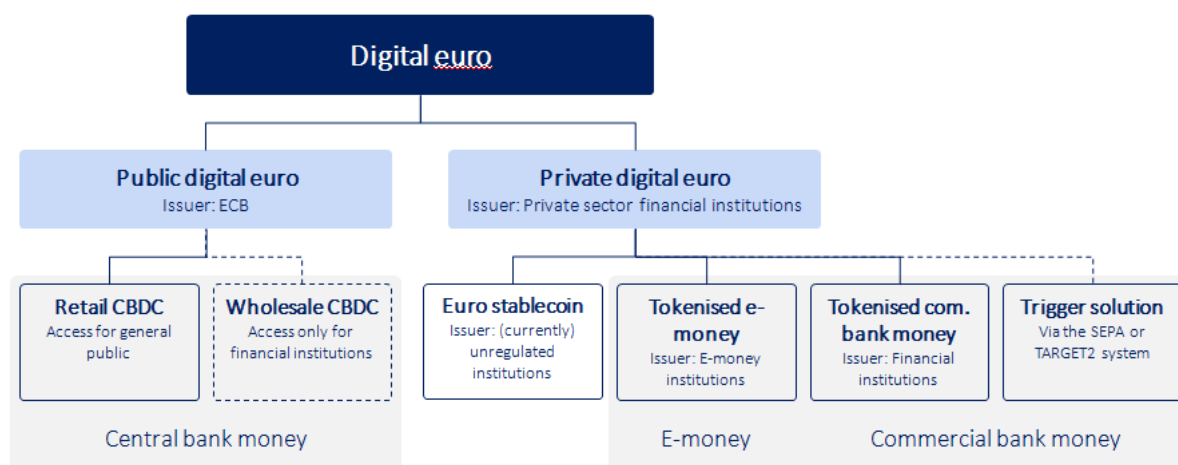 Digital euro
Public digital euro
Issuer: ECB
Private digital euro
Issuer: Private sector financial institutions
Retail CBDC
Access for general
public
Wholesale CBDC
Access only for
financial institutions
Euro stablecoin
Issuer: (currently)
unregulated
institutions
Tokenised e-
money
Issuer: E-money
institutions
Tokenised com.
bank money
Issuer: Financial
institutions
Trigger solution
Via the SEPA or
TARGET2 system
Central bank money
E-money
Commercial bank money